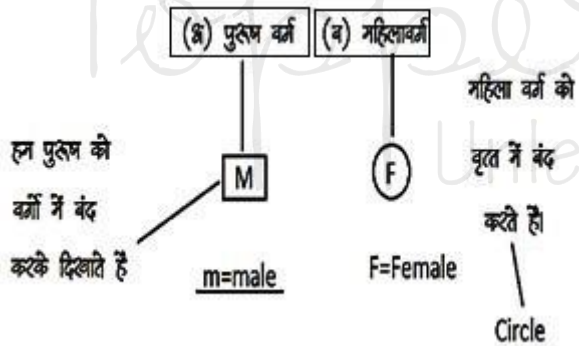 (अ) पुरूष वर्ग
(ब) महिलावर्ग
हम पुरूष को
वर्गो में बंद
करके दिखाते है
M
m=male
F
F=Female
महिला वर्ग को
वृत्त में बंद
करते है।
Circle